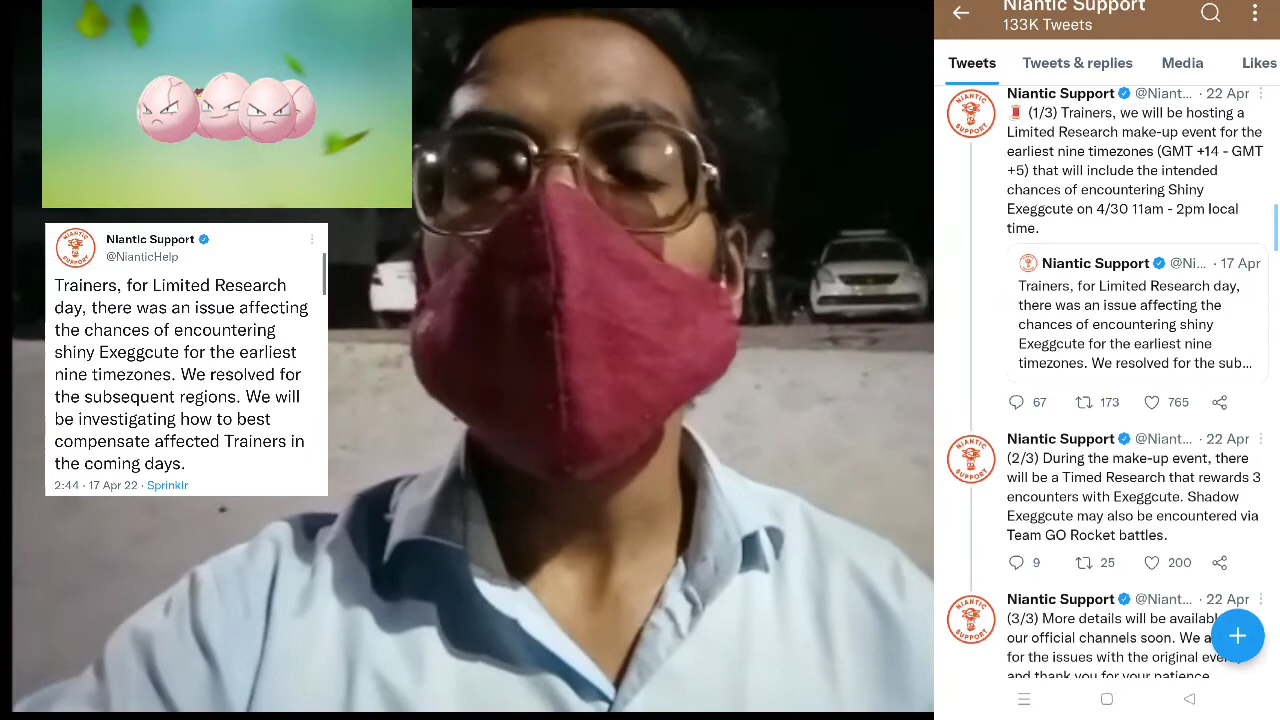 Niantic Support
@NianticHelp
Trainers, for Limited Research
day, there was an issue affecting
the chances of encountering
shiny Exeggcute for the earliest
nine timezones. We resolved for
the subsequent regions. We will
be investigating how to best
compensate affected Trainers in
the coming days.
2:44 · 17 Apr 22 · Sprinklr
Niantic Support
133K Tweets
Tweets
Tweets & replies
Media
Likes
NIANTIC SUPPORT
Niantic Support @Niant... · 22 Apr
(1/3) Trainers, we will be hosting a
Limited Research make-up event for the
earliest nine timezones (GMT +14 - GMT
+5) that will include the intended
chances of encountering Shiny
Exeggcute on 4/30 11am - 2pm local
time.
Niantic Support @Ni... · 17 Apr
Trainers, for Limited Research day,
there was an issue affecting the
chances of encountering shiny
Exeggcute for the earliest nine
timezones. We resolved for the sub...
67 173 765
NIANTIC SUPPORT
Niantic Support @Niant... · 22 Apr
(2/3) During the make-up event, there
will be a Timed Research that rewards 3
encounters with Exeggcute. Shadow
Exeggcute may also be encountered via
Team GO Rocket battles.
9 25 200
NIANTIC SUPPORT
Niantic Support @Niant... · 22 Apr
(3/3) More details will be availabl
our official channels soon. We a
for the issues with the original eve
and thank you for your patience